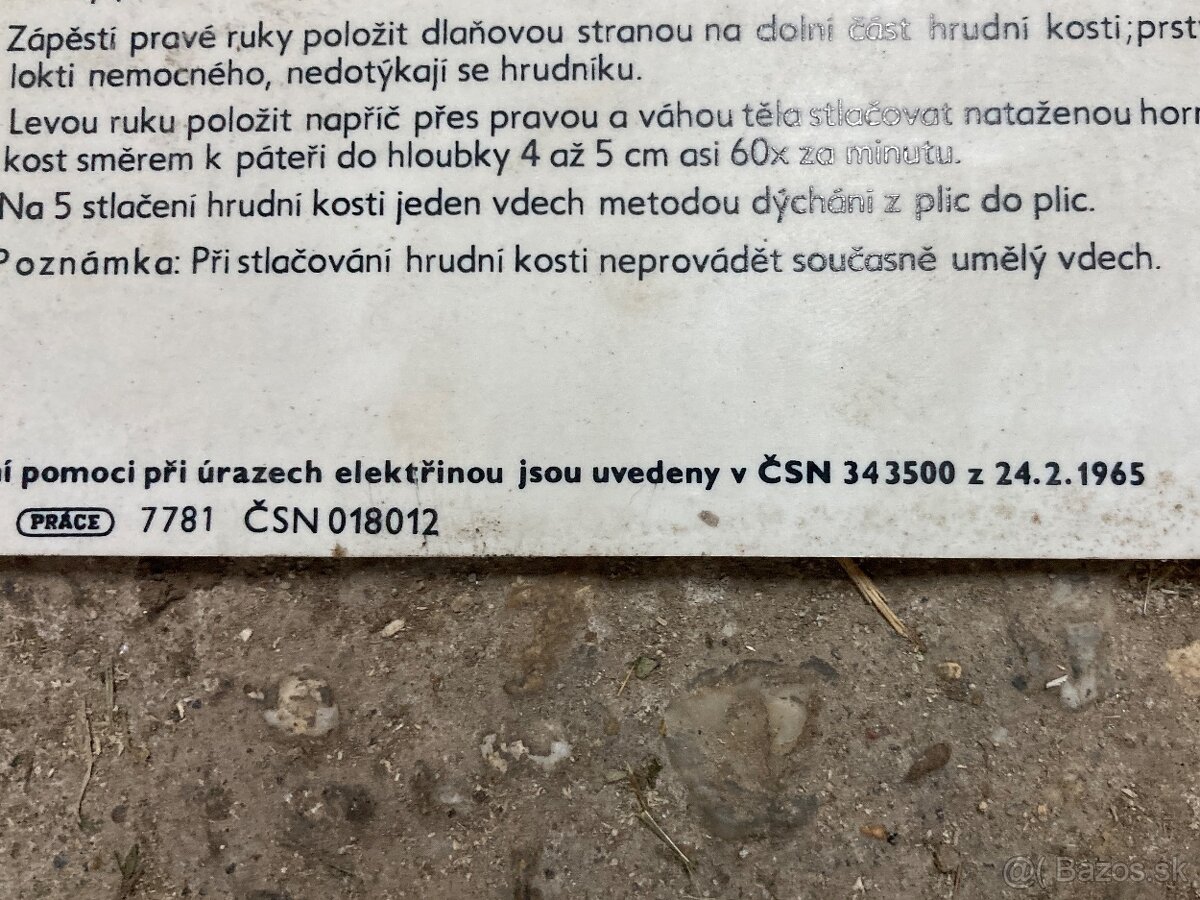 Zápěstí pravé ruky položit dlaňovou stranou na dolní část hrudní kosti; prst
lokti nemocného, nedotýkají se hrudníku.
Levou ruku položit napříč přes pravou a váhou těla stlačovat nataženou horn
kost směrem k páteři do hloubky 4 až 5 cm asi 60x za minutu.
Na 5 stlačení hrudní kosti jeden vdech metodou dýchání z plic do plic.
Poznámka: Při stlačování hrudní kosti neprovádět současně umělý vdech.
ní pomoci při úrazech elektřinou jsou uvedeny v ČSN 343500 z 24.2.1965
PRÁCE 7781 ČSN 018012
@( Bazos.sk